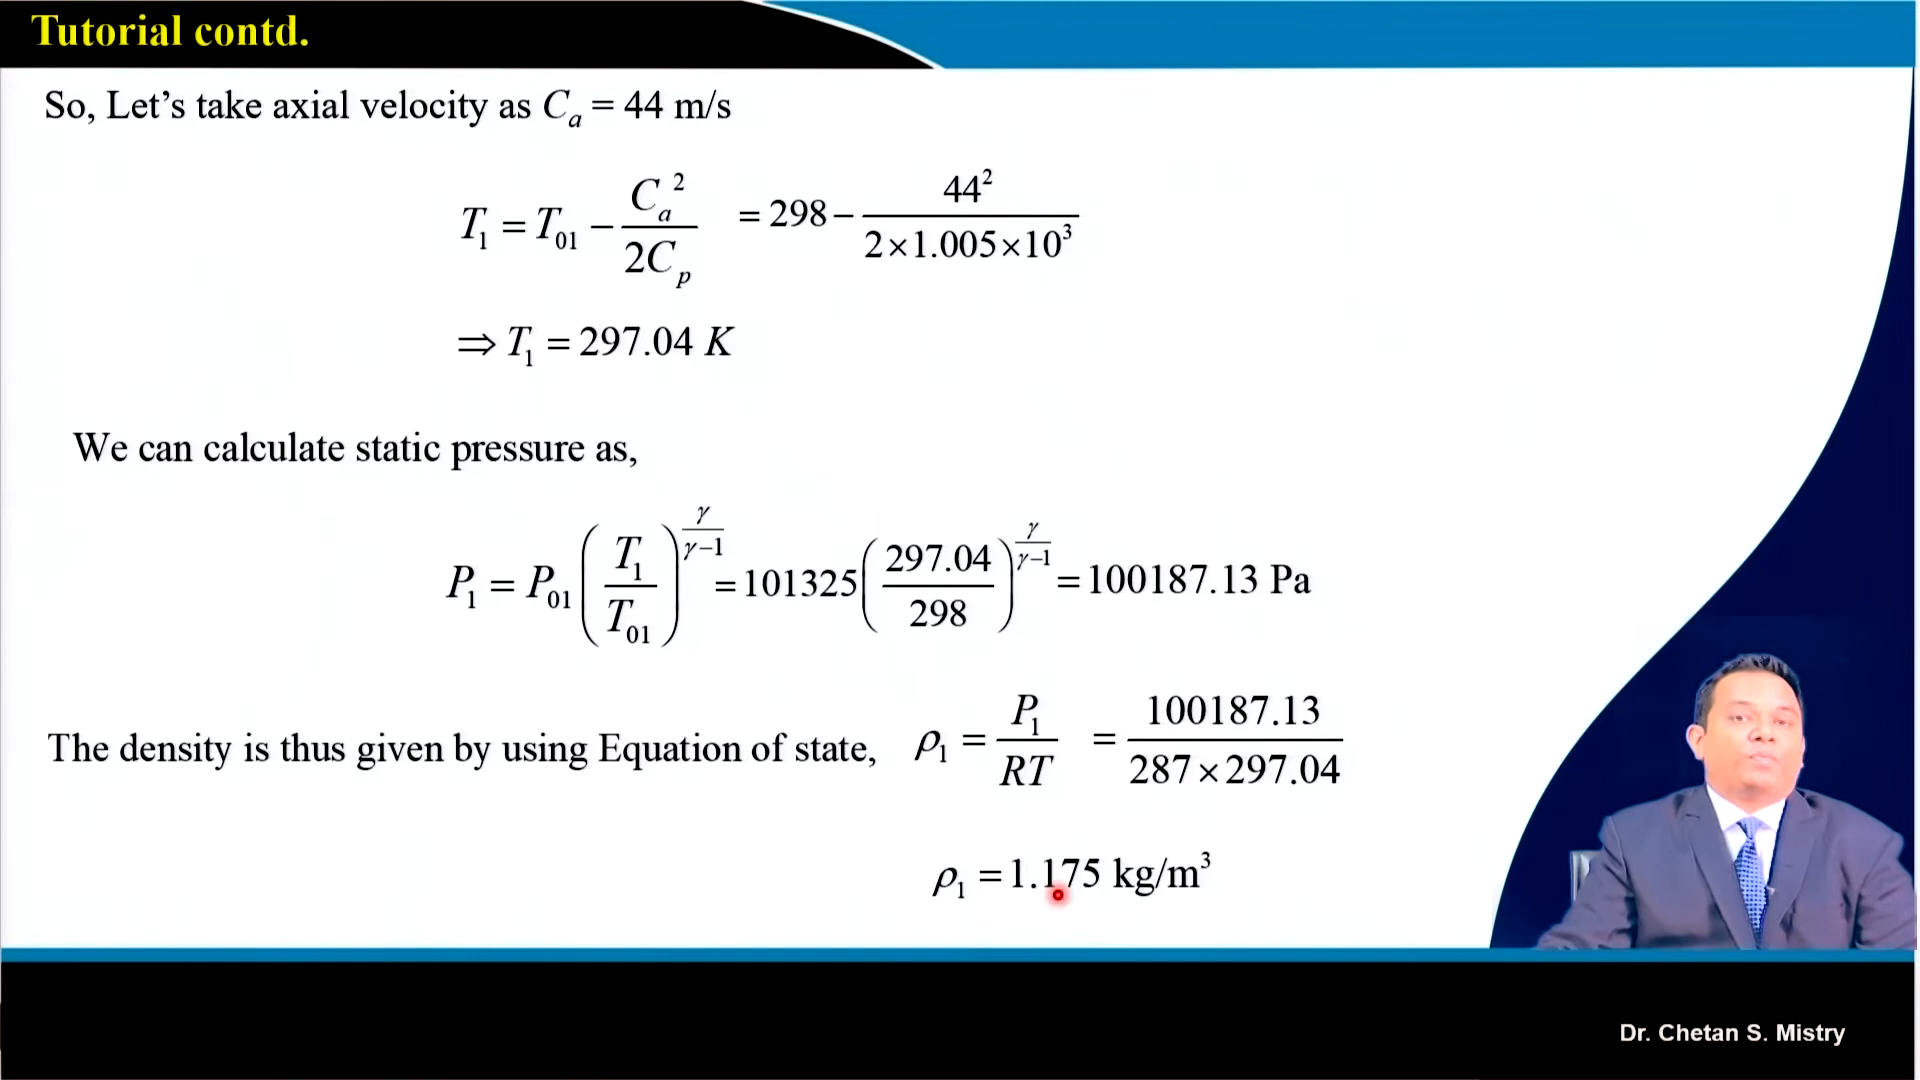 Tutorial contd.
So, Let’s take axial velocity as Cₐ = 44 m/s
T₁ = T₀₁ − Cₐ² / 2Cₚ = 298 − 44² / 2×1.005×10³
⇒ T₁ = 297.04 K
We can calculate static pressure as,
P₁ = P₀₁ (T₁ / T₀₁)^(γ/(γ−1)) = 101325 (297.04 / 298)^(γ/(γ−1)) = 100187.13 Pa
The density is thus given by using Equation of state, ρ₁ = P₁ / RT = 100187.13 / 287×297.04
ρ₁ = 1.175 kg/m³
Dr. Chetan S. Mistry